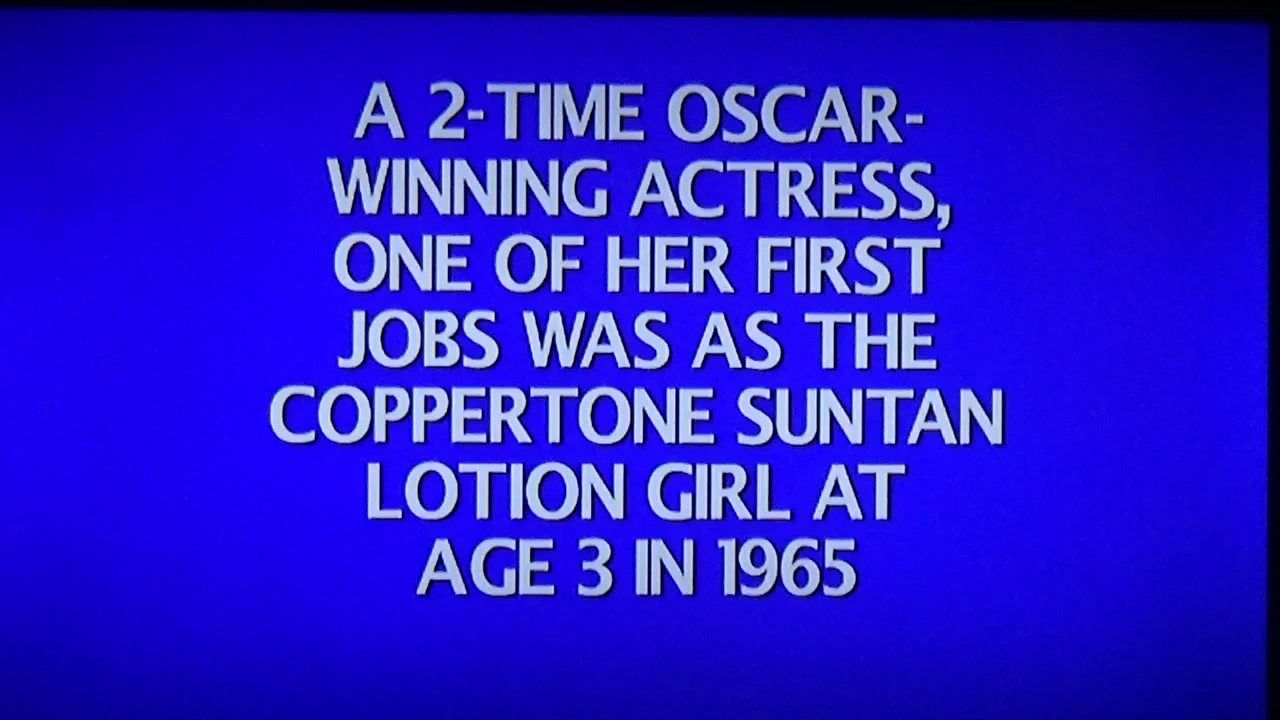 A 2-TIME OSCAR-
WINNING ACTRESS,
ONE OF HER FIRST
JOBS WAS AS THE
COPPERTONE SUNTAN
LOTION GIRL AT
AGE 3 IN 1965